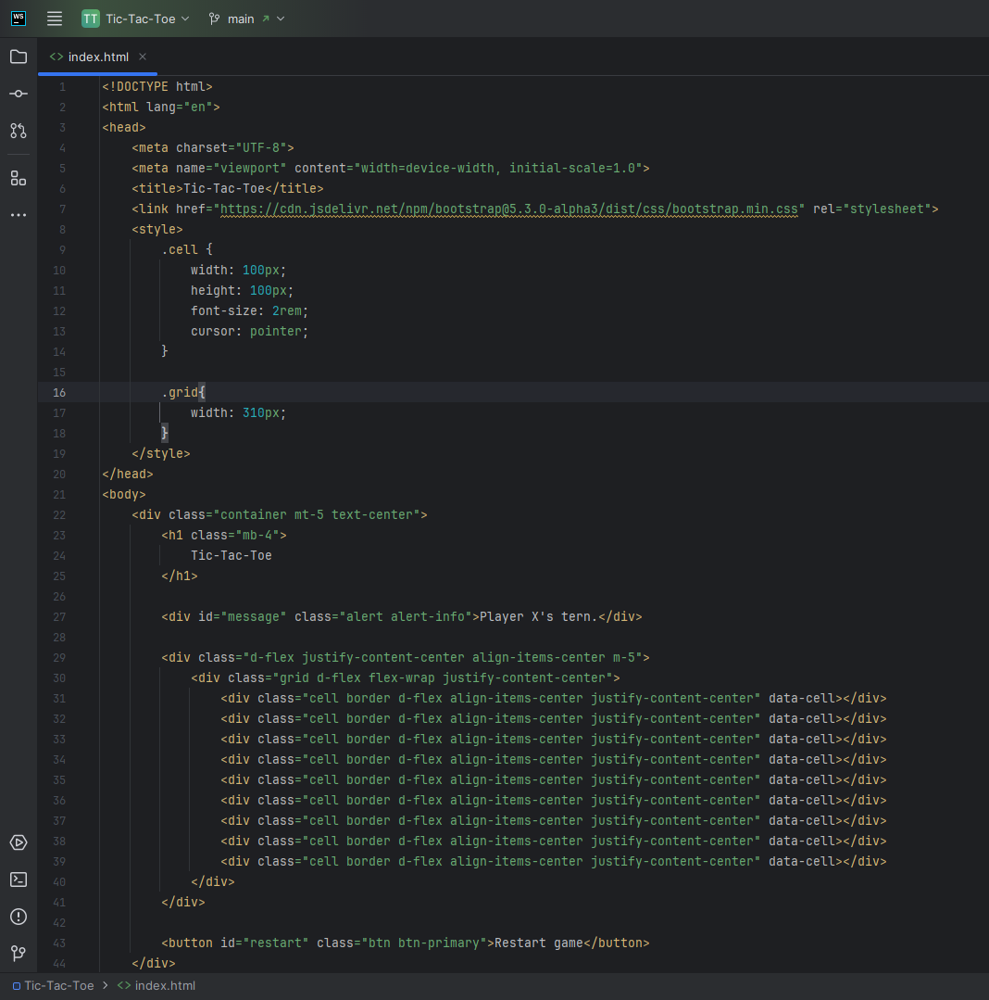 WS
TT Tic-Tac-Toe main
<> index.html ×
1 <!DOCTYPE html>
2 <html lang="en">
3 <head>
4     <meta charset="UTF-8">
5     <meta name="viewport" content="width=device-width, initial-scale=1.0">
6     <title>Tic-Tac-Toe</title>
7     <link href="https://cdn.jsdelivr.net/npm/bootstrap@5.3.0-alpha3/dist/css/bootstrap.min.css" rel="stylesheet">
8     <style>
9         .cell {
10             width: 100px;
11             height: 100px;
12             font-size: 2rem;
13             cursor: pointer;
14         }
15
16         .grid{
17             width: 310px;
18         }
19     </style>
20 </head>
21 <body>
22     <div class="container mt-5 text-center">
23         <h1 class="mb-4">
24             Tic-Tac-Toe
25         </h1>
26
27         <div id="message" class="alert alert-info">Player X's tern.</div>
28
29         <div class="d-flex justify-content-center align-items-center m-5">
30             <div class="grid d-flex flex-wrap justify-content-center">
31                 <div class="cell border d-flex align-items-center justify-content-center" data-cell></div>
32                 <div class="cell border d-flex align-items-center justify-content-center" data-cell></div>
33                 <div class="cell border d-flex align-items-center justify-content-center" data-cell></div>
34                 <div class="cell border d-flex align-items-center justify-content-center" data-cell></div>
35                 <div class="cell border d-flex align-items-center justify-content-center" data-cell></div>
36                 <div class="cell border d-flex align-items-center justify-content-center" data-cell></div>
37                 <div class="cell border d-flex align-items-center justify-content-center" data-cell></div>
38                 <div class="cell border d-flex align-items-center justify-content-center" data-cell></div>
39                 <div class="cell border d-flex align-items-center justify-content-center" data-cell></div>
40             </div>
41         </div>
42
43         <button id="restart" class="btn btn-primary">Restart game</button>
44     </div>
Tic-Tac-Toe > <> index.html